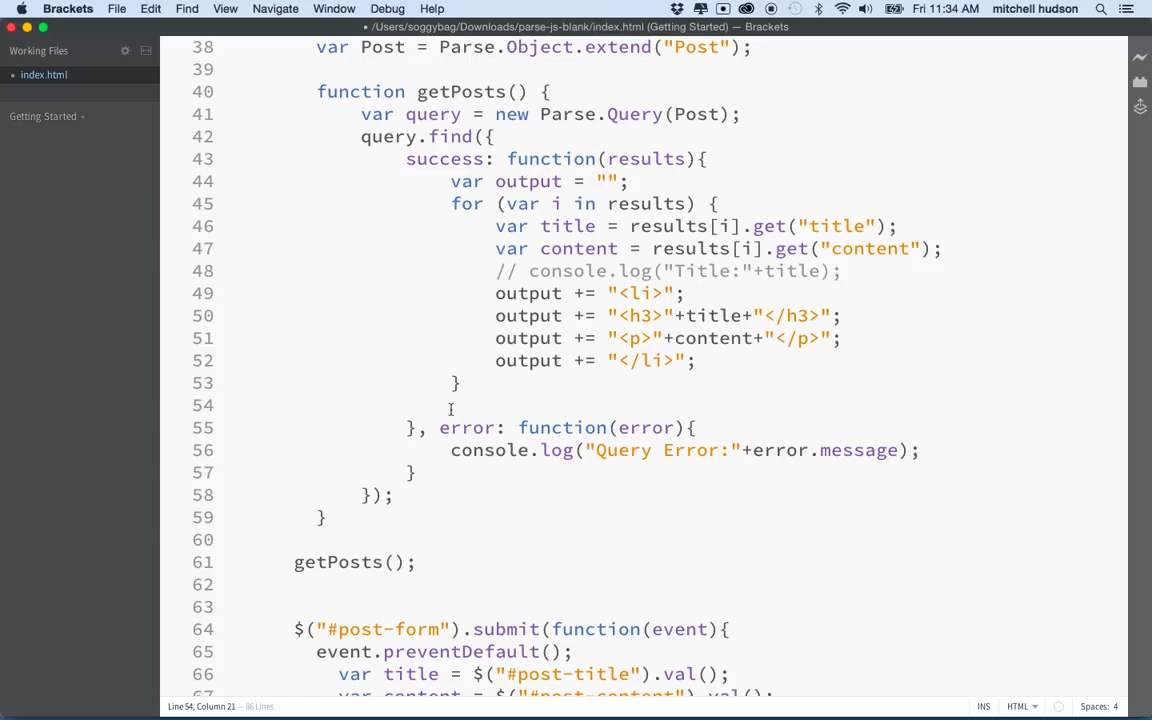 Brackets File Edit Find View Navigate Window Debug Help Fri 11:34 AM mitchell hudson
• /Users/soggybag/Downloads/parse-js-blank/index.html (Getting Started) — Brackets
Working Files
• index.html
Getting Started
38 var Post = Parse.Object.extend("Post");
39
40 function getPosts() {
41 var query = new Parse.Query(Post);
42 query.find({
43 success: function(results){
44 var output = "";
45 for (var i in results) {
46 var title = results[i].get("title");
47 var content = results[i].get("content");
48 // console.log("Title:"+title);
49 output += "<li>";
50 output += "<h3>"+title+"</h3>";
51 output += "<p>"+content+"</p>";
52 output += "</li>";
53 }
54
55 }, error: function(error){
56 console.log("Query Error:"+error.message);
57 }
58 });
59 }
60
61 getPosts();
62
63
64 $("#post-form").submit(function(event){
65 event.preventDefault();
66 var title = $("#post-title").val();
67 var content = $("#post-content").val();
Line 54, Column 21 — 86 Lines INS HTML Spaces: 4